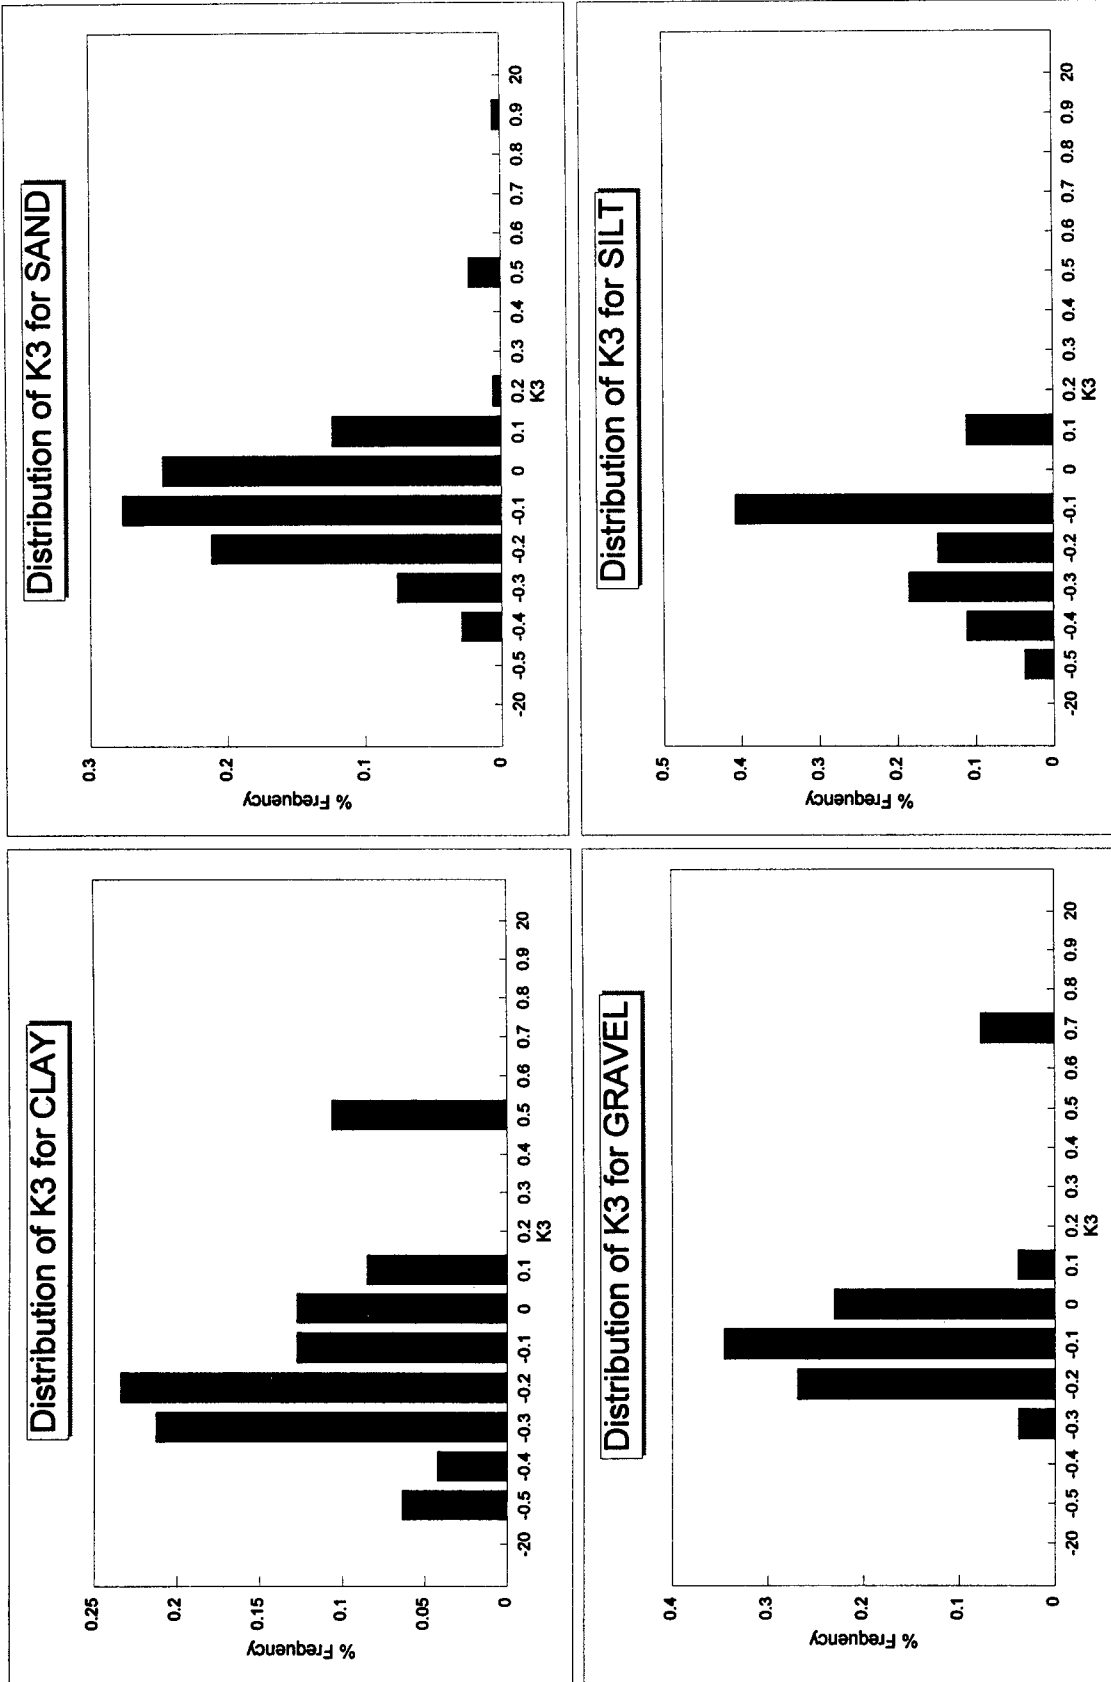 Distribution of K3 for CLAY
% Frequency
0.25
0.2
0.15
0.1
0.05
0
-20 -0.5 -0.4 -0.3 -0.2 -0.1 0 0.1 0.2 0.3 0.4 0.5 0.6 0.7 0.8 0.9 20
K3
Distribution of K3 for SAND
% Frequency
0.3
0.2
0.1
0
-20 -0.5 -0.4 -0.3 -0.2 -0.1 0 0.1 0.2 0.3 0.4 0.5 0.6 0.7 0.8 0.9 20
K3
Distribution of K3 for GRAVEL
% Frequency
0.4
0.3
0.2
0.1
0
-20 -0.5 -0.4 -0.3 -0.2 -0.1 0 0.1 0.2 0.3 0.4 0.5 0.6 0.7 0.8 0.9 20
K3
Distribution of K3 for SILT
% Frequency
0.5
0.4
0.3
0.2
0.1
0
-20 -0.5 -0.4 -0.3 -0.2 -0.1 0 0.1 0.2 0.3 0.4 0.5 0.6 0.7 0.8 0.9 20
K3